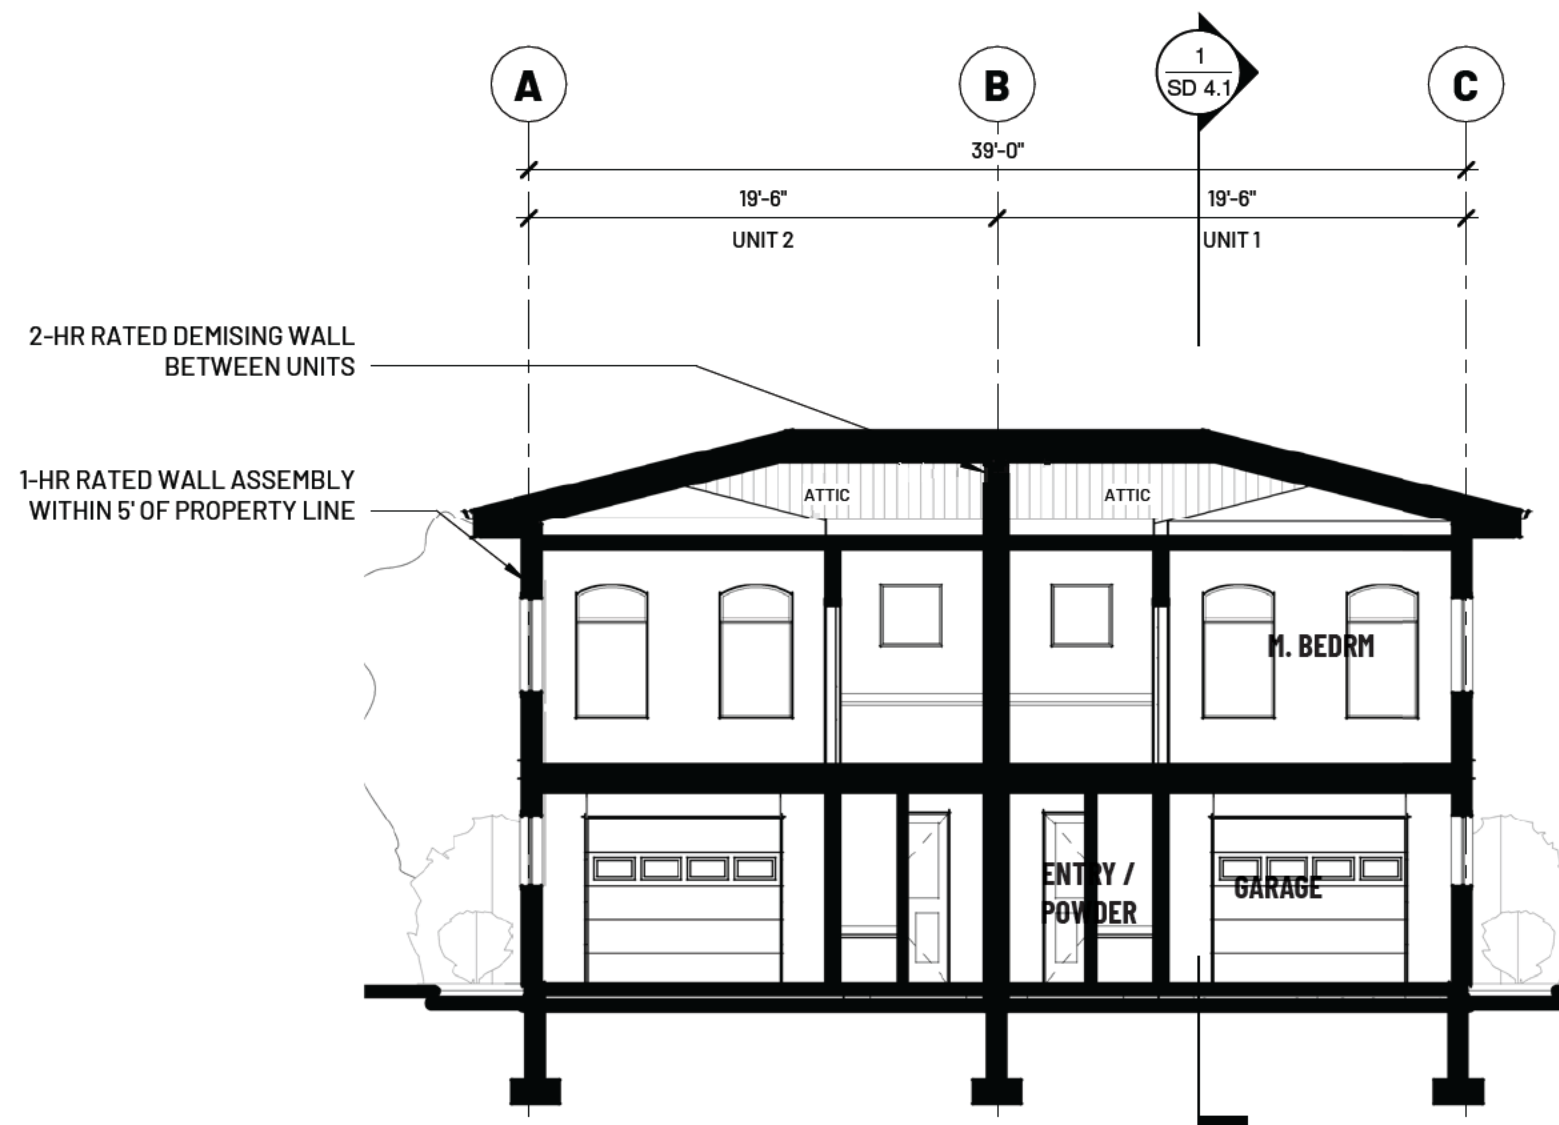 A
B
1
SD 4.1
C
39'-0"
19'-6"
19'-6"
UNIT 2
UNIT 1
2-HR RATED DEMISING WALL
BETWEEN UNITS
1-HR RATED WALL ASSEMBLY
WITHIN 5' OF PROPERTY LINE
ATTIC
ATTIC
M. BEDRM
ENTRY /
POWDER
GARAGE